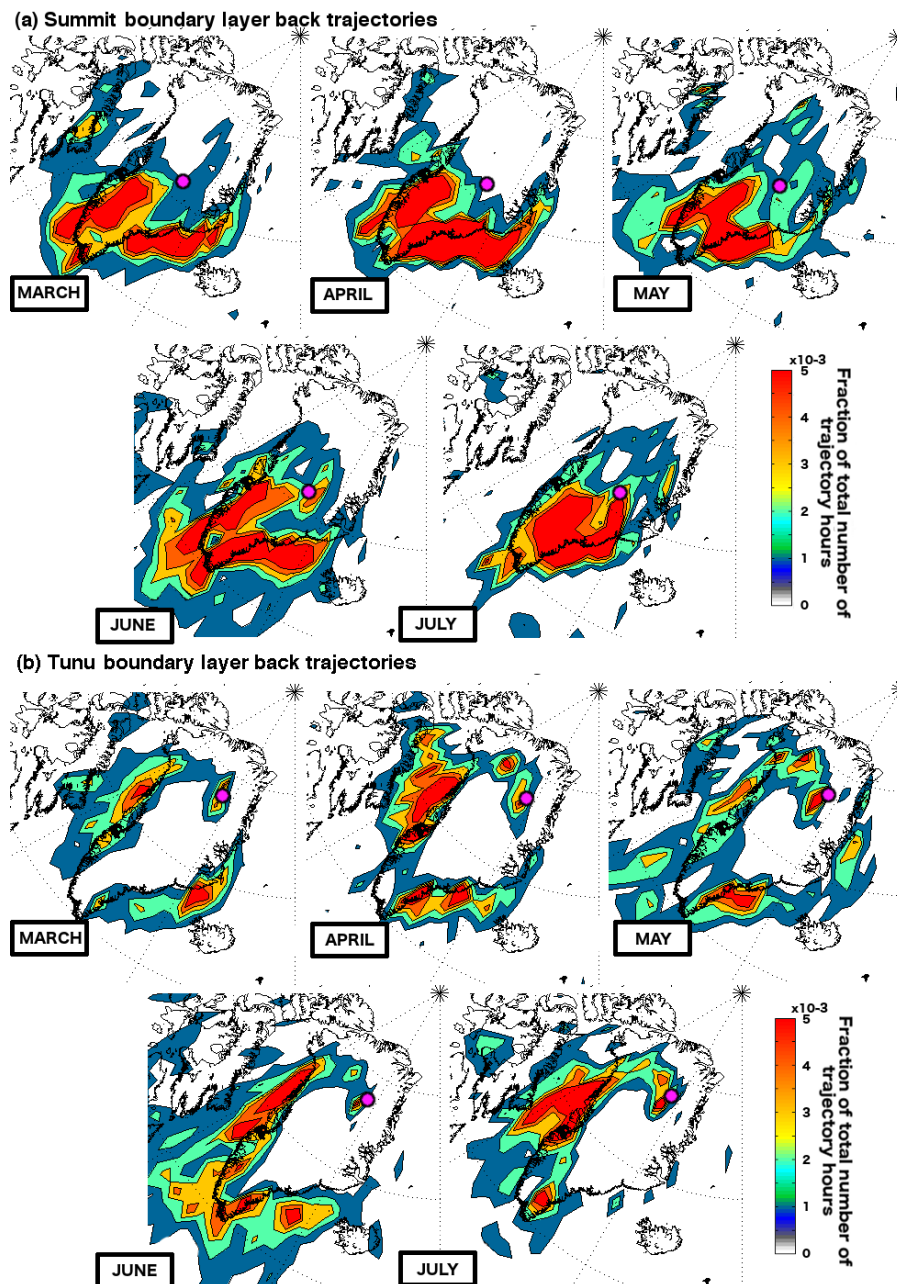 (a) Summit boundary layer back trajectories
MARCH
APRIL
MAY
JUNE
JULY
x10-3
5
4
3
2
1
0
Fraction of total number of
trajectory hours
(b) Tunu boundary layer back trajectories
MARCH
APRIL
MAY
JUNE
JULY
x10-3
5
4
3
2
1
0
Fraction of total number of
trajectory hours